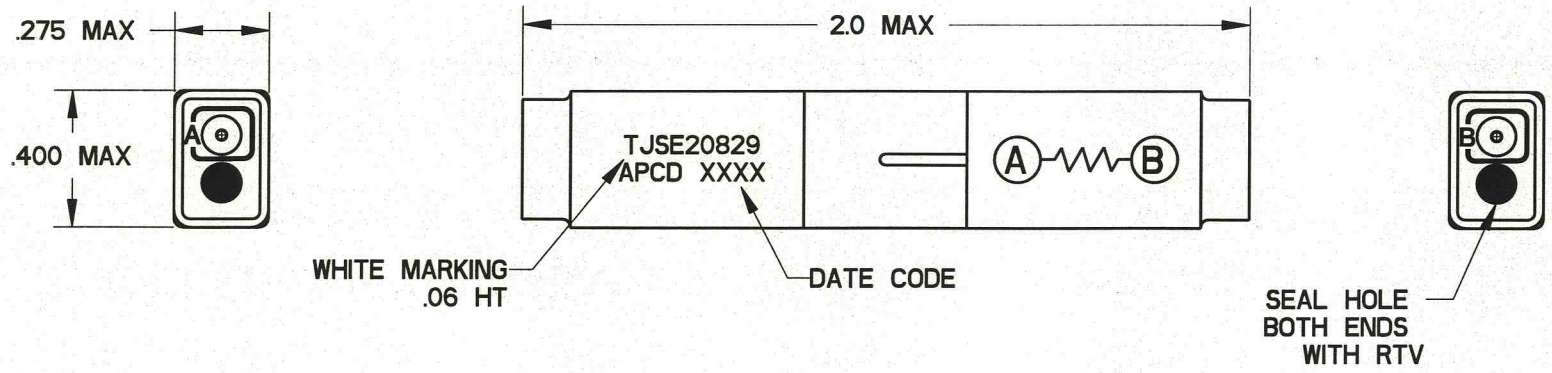 .275 MAX
2.0 MAX
.400 MAX
A
TJSE20829
APCD XXXX
A
B
B
WHITE MARKING
.06 HT
DATE CODE
SEAL HOLE
BOTH ENDS
WITH RTV